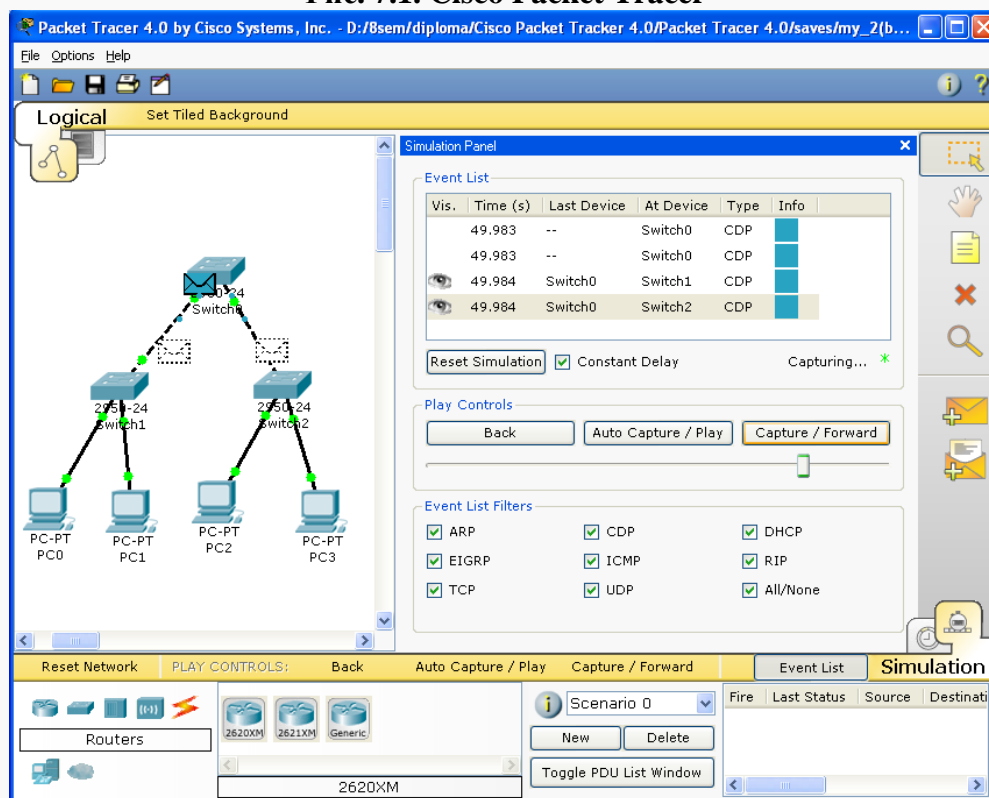 Рис. 7.1. Cisco Packet Tracer
Packet Tracer 4.0 by Cisco Systems, Inc. - D:/8sem/diploma/Cisco Packet Tracker 4.0/Packet Tracer 4.0/saves/my_2(b...
File Options Help
Logical Set Tiled Background
Simulation Panel
Event List
Vis. Time (s) Last Device At Device Type Info
49.983 -- Switch0 CDP
49.983 -- Switch0 CDP
49.984 Switch0 Switch1 CDP
49.984 Switch0 Switch2 CDP
Reset Simulation Constant Delay Capturing... *
Play Controls
Back Auto Capture / Play Capture / Forward
Event List Filters
ARP CDP DHCP
EIGRP ICMP RIP
TCP UDP All/None
Switch0
2950-24
Switch1
2950-24
Switch2
PC-PT
PC0
PC-PT
PC1
PC-PT
PC2
PC-PT
PC3
Reset Network PLAY CONTROLS: Back Auto Capture / Play Capture / Forward Event List Simulation
Routers
2620XM 2621XM Generic
2620XM
Scenario 0
New Delete
Toggle PDU List Window
Fire Last Status Source Destinati